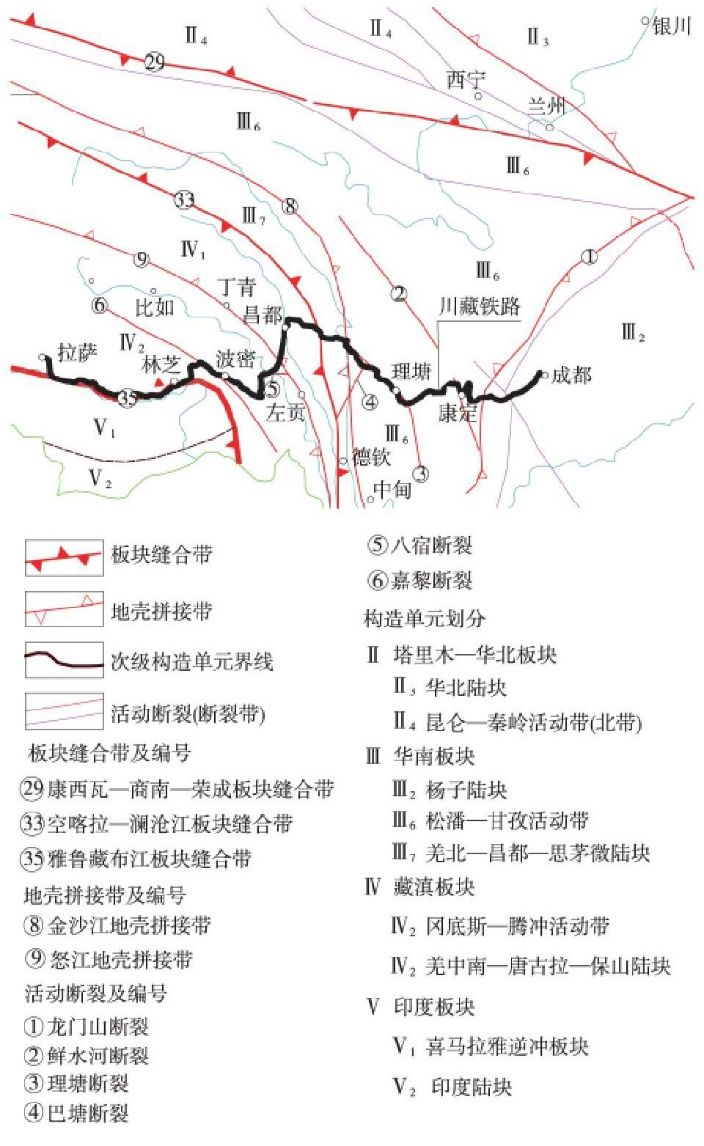 Ⅱ₄
Ⅱ₄
Ⅱ₃
银川
㉙
西宁
兰州
Ⅲ₆
Ⅲ₆
㉝
Ⅲ₇
⑧
Ⅳ₁
⑨
①
Ⅲ₆
②
丁青
⑥
比如
昌都
川藏铁路
Ⅲ₂
Ⅳ₂
拉萨
林芝
波密
理塘
成都
⑤
④
㉟
左贡
康定
Ⅴ₁
Ⅲ₆
德钦
③
Ⅴ₂
中甸
板块缝合带
地壳拼接带
次级构造单元界线
活动断裂(断裂带)
板块缝合带及编号
㉙康西瓦—商南—荣成板块缝合带
㉝空喀拉—澜沧江板块缝合带
㉟雅鲁藏布江板块缝合带
地壳拼接带及编号
⑧金沙江地壳拼接带
⑨怒江地壳拼接带
活动断裂及编号
①龙门山断裂
②鲜水河断裂
③理塘断裂
④巴塘断裂
⑤八宿断裂
⑥嘉黎断裂
构造单元划分
Ⅱ 塔里木—华北板块
Ⅱ₃ 华北陆块
Ⅱ₄ 昆仑—秦岭活动带(北带)
Ⅲ 华南板块
Ⅲ₂ 杨子陆块
Ⅲ₆ 松潘—甘孜活动带
Ⅲ₇ 羌北—昌都—思茅微陆块
Ⅳ 藏滇板块
Ⅳ₂ 冈底斯—腾冲活动带
Ⅳ₂ 羌中南—唐古拉—保山陆块
Ⅴ 印度板块
Ⅴ₁ 喜马拉雅逆冲板块
Ⅴ₂ 印度陆块